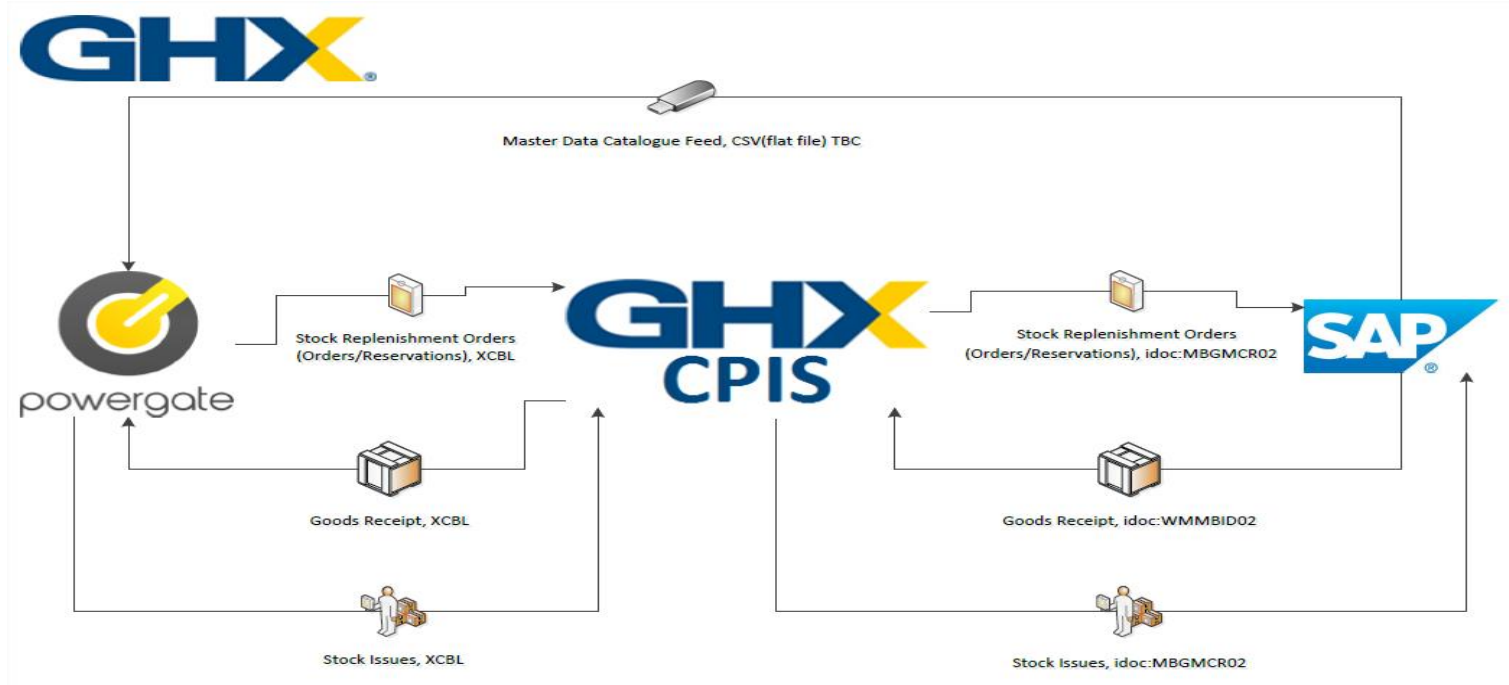 GHX®
Master Data Catalogue Feed, CSV(flat file) TBC
powergate
Stock Replenishment Orders
(Orders/Reservations), XCBL
GHX
CPIS
Stock Replenishment Orders
(Orders/Reservations), idoc:MBGMCR02
SAP®
Goods Receipt, XCBL
Goods Receipt, idoc:WMMBID02
Stock Issues, XCBL
Stock Issues, idoc:MBGMCR02